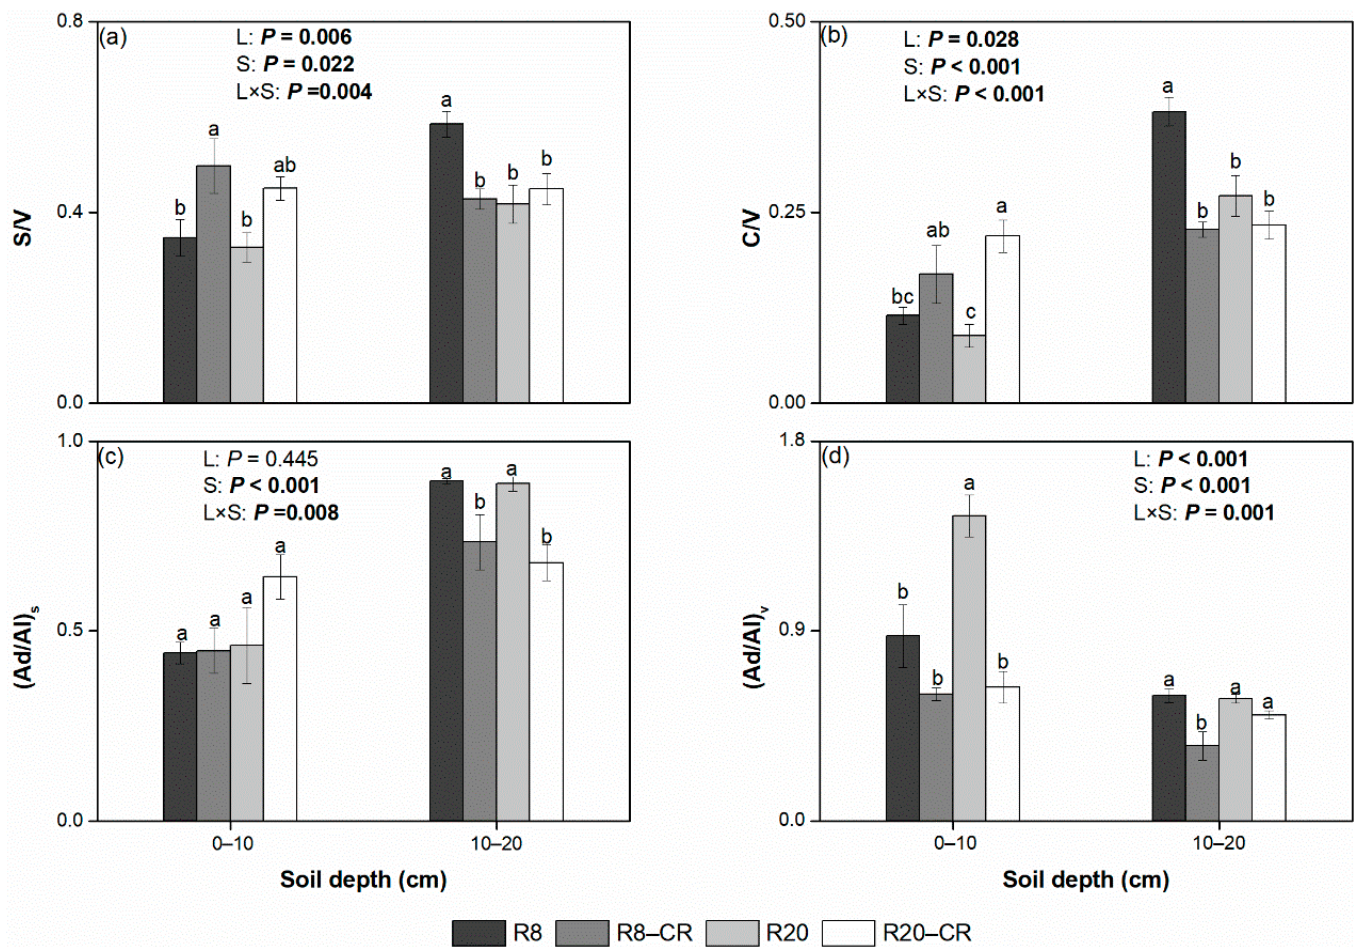 (a)
L: P = 0.006
S: P = 0.022
L×S: P =0.004
0.8
0.4
0.0
S/V
b
a
b
ab
a
b
b
b
(b)
L: P = 0.028
S: P < 0.001
L×S: P < 0.001
0.50
0.25
0.00
C/V
bc
ab
c
a
a
b
b
b
(c)
L: P = 0.445
S: P < 0.001
L×S: P =0.008
1.0
0.5
0.0
(Ad/Al)s
a
a
a
a
a
b
a
b
0–10
10–20
Soil depth (cm)
(d)
L: P < 0.001
S: P < 0.001
L×S: P = 0.001
1.8
0.9
0.0
(Ad/Al)v
b
b
a
b
a
b
a
a
0–10
10–20
Soil depth (cm)
R8
R8–CR
R20
R20–CR